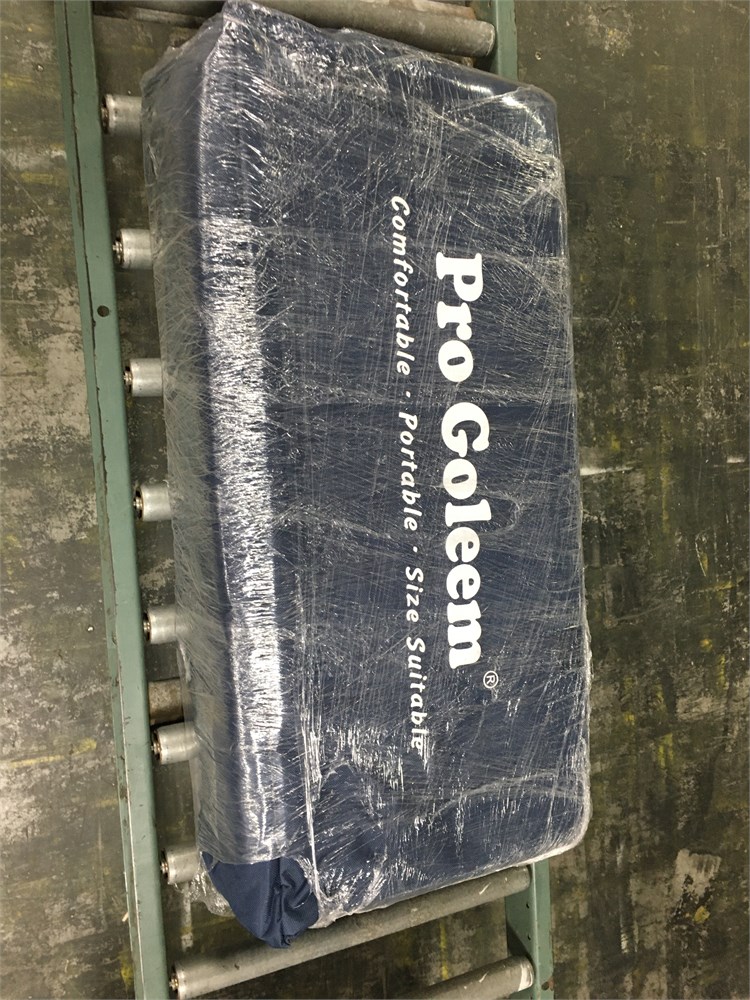 Pro Goleem ®
Comfortable · Portable · Size Suitable